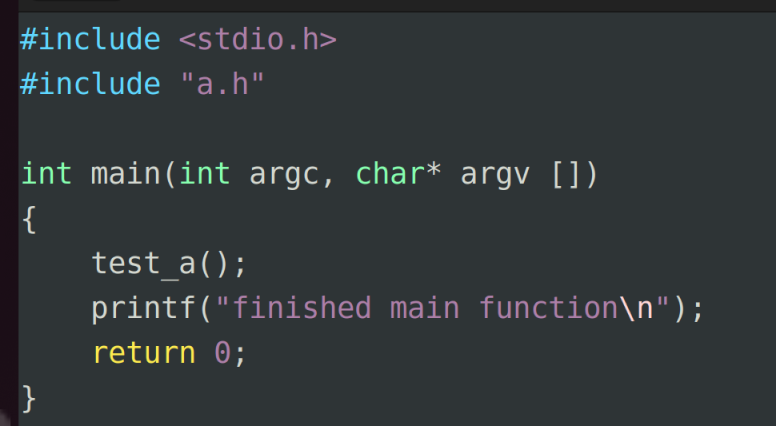 #include <stdio.h>
#include "a.h"
int main(int argc, char* argv [])
{
    test_a();
    printf("finished main function\n");
    return 0;
}